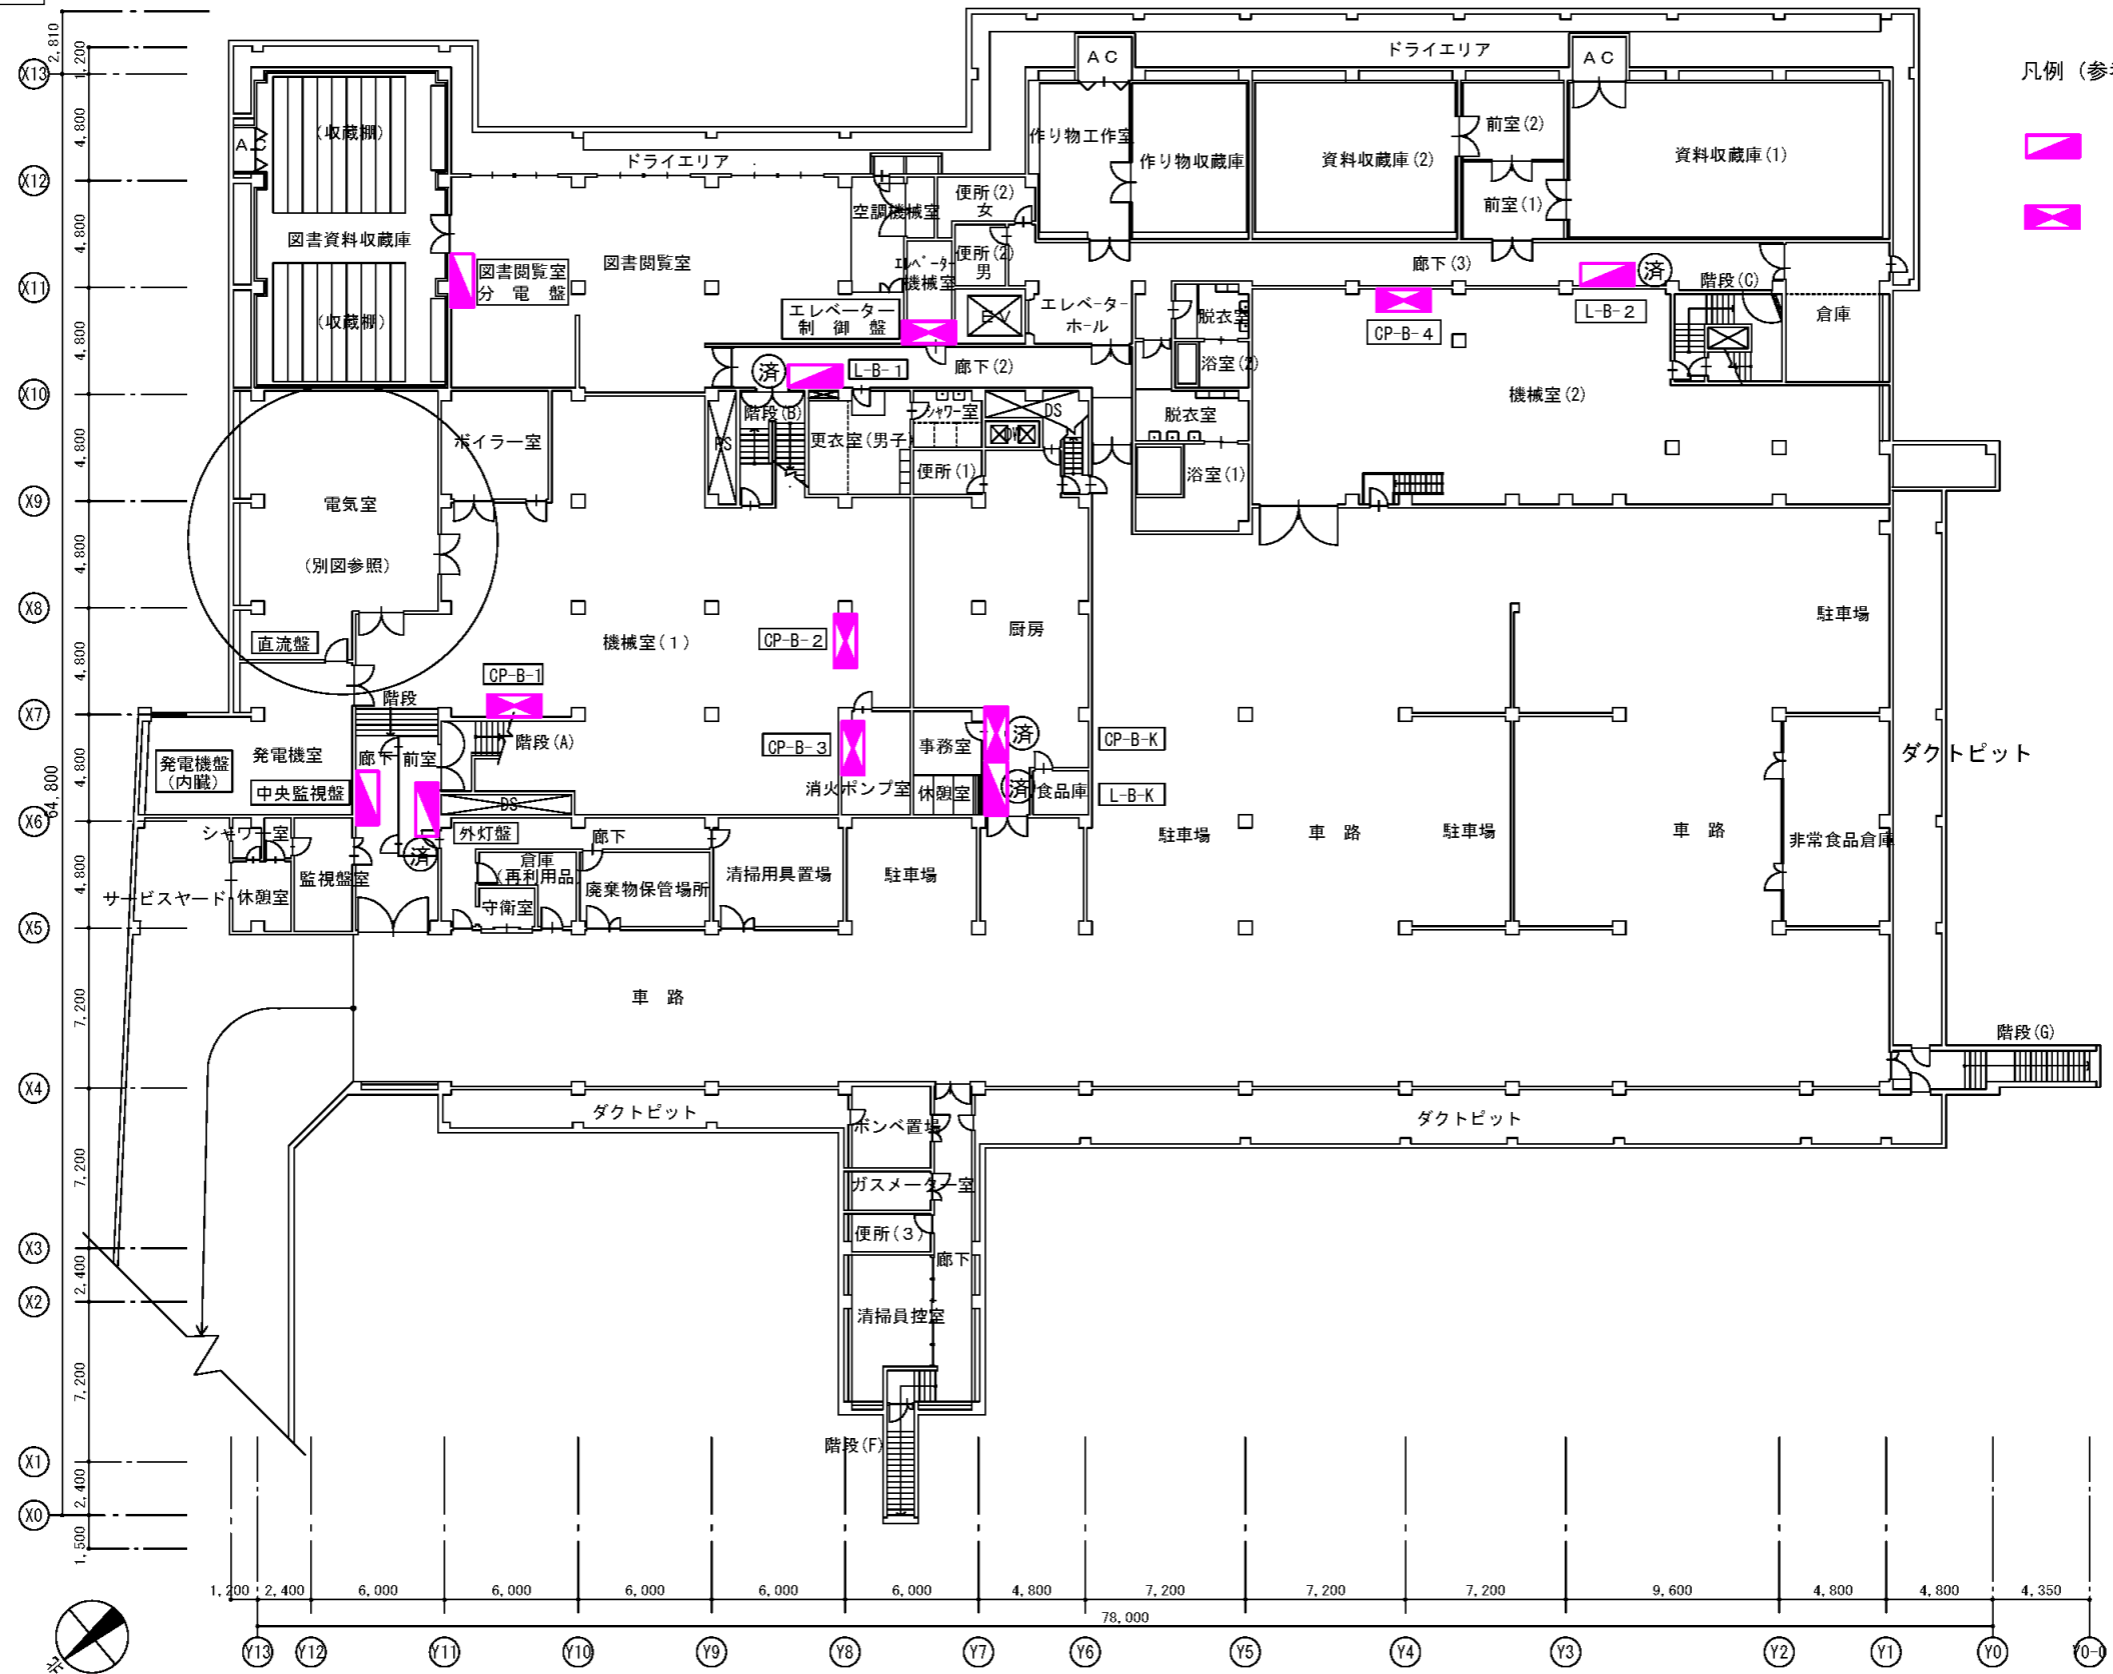 凡例（参
2,810
1,200
X13
4,800
X12
4,800
X11
4,800
X10
4,800
X9
4,800
X8
4,800
X7
4,800
X6
4,800
X5
7,200
X4
7,200
X3
2,400
X2
7,200
X1
2,400
X0
1,500
64,800
ドライエリア
AC
AC
AC
(収蔵棚)
図書資料収蔵庫
(収蔵棚)
ドライエリア
作り物工作室
作り物収蔵庫
資料収蔵庫(2)
前室(2)
前室(1)
資料収蔵庫(1)
空調機械室
便所(2)
女
便所(2)
男
エレベーター
機械室
図書閲覧室
図書閲覧室
分 電 盤
エレベーター
制 御 盤
EV
エレベーター
ホール
廊下(3)
済
階段(C)
倉庫
L-B-2
CP-B-4
脱衣室
浴室(2)
済
L-B-1
廊下(2)
機械室(2)
脱衣室
浴室(1)
PS
階段(B)
更衣室(男子)
シャワー室
DS
DW
便所(1)
ボイラー室
電気室
(別図参照)
直流盤
機械室(1)
CP-B-2
CP-B-1
厨房
駐車場
階段
廊下
前室
階段(A)
発電機室
発電機盤
(内臓)
中央監視盤
CP-B-3
消火ポンプ室
事務室
休憩室
済
済
食品庫
CP-B-K
L-B-K
ダクトピット
DS
外灯盤
済
シャワー室
監視盤室
休憩室
サービスヤード
廊下
倉庫
(再利用品
守衛室
廃棄物保管場所
清掃用具置場
駐車場
駐車場
車 路
駐車場
車 路
非常食品倉庫
車 路
階段(G)
ダクトピット
ボンベ置場
ダクトピット
ガスメーター室
便所(3)
廊下
清掃員控室
階段(F)
1,200
2,400
6,000
6,000
6,000
6,000
6,000
4,800
7,200
7,200
7,200
9,600
4,800
4,800
4,350
78,000
北
Y13
Y12
Y11
Y10
Y9
Y8
Y7
Y6
Y5
Y4
Y3
Y2
Y1
Y0